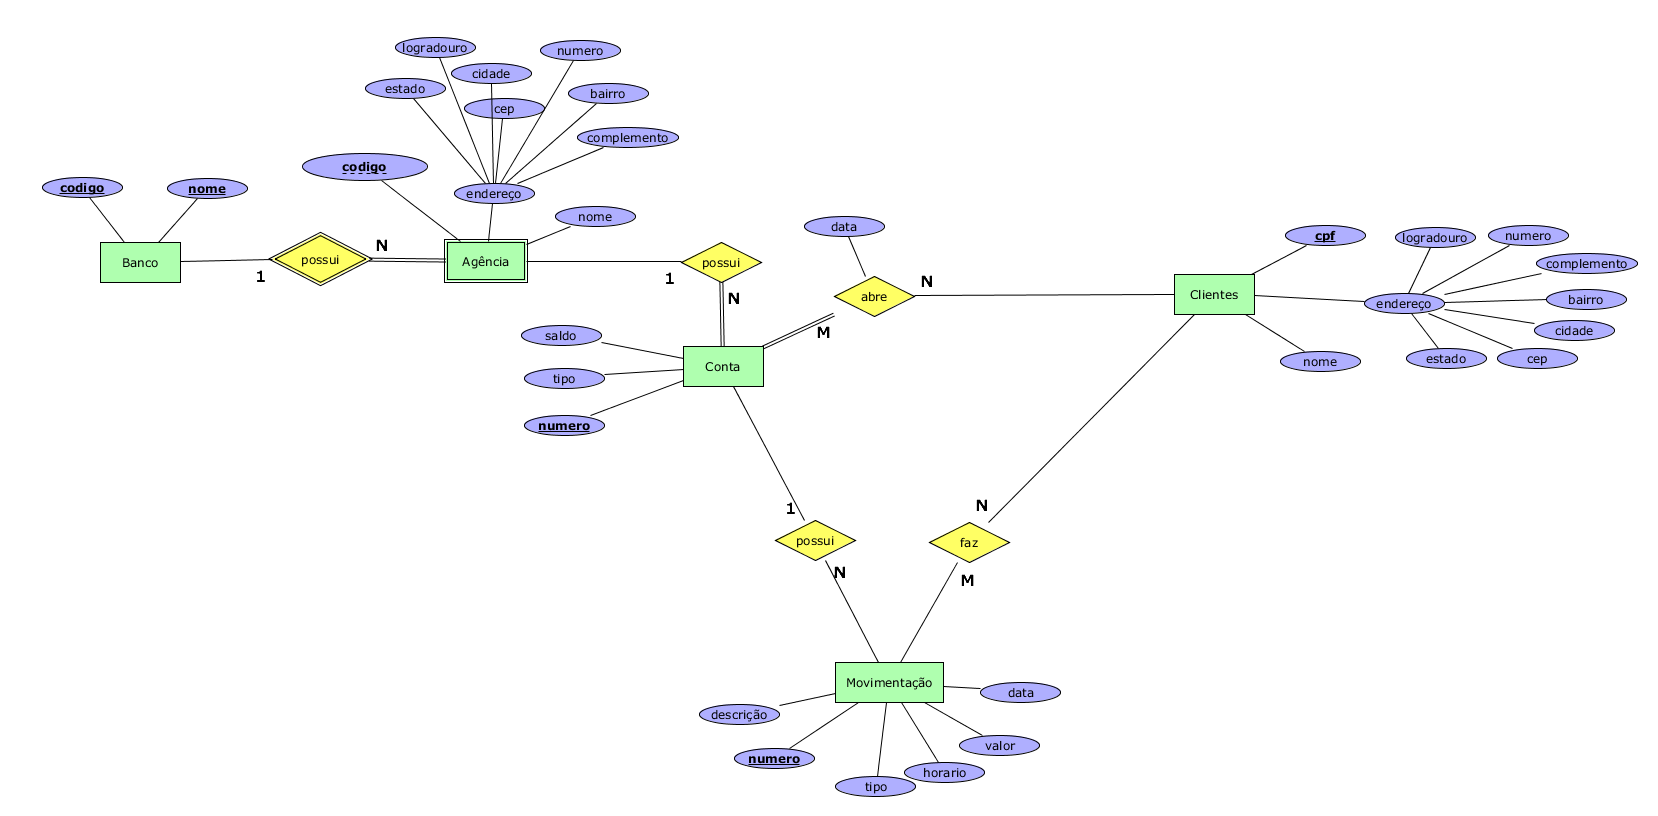 logradouro
numero
cidade
estado
bairro
cep
complemento
codigo
codigo
nome
endereço
nome
Banco
possui
N
1
Agência
1
possui
N
data
abre
N
M
cpf
logradouro
numero
complemento
Clientes
endereço
bairro
cidade
estado
cep
nome
saldo
tipo
numero
Conta
1
possui
N
N
faz
M
Movimentação
data
descrição
numero
tipo
horario
valor